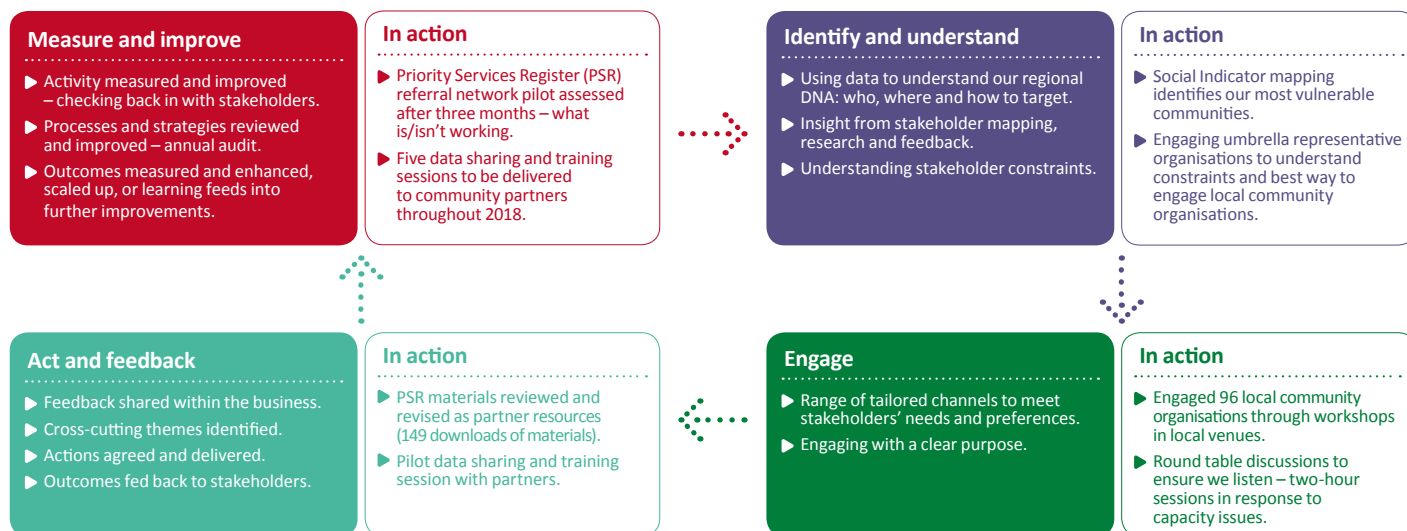 Measure and improve
▶ Activity measured and improved
– checking back in with stakeholders.
▶ Processes and strategies reviewed
and improved – annual audit.
▶ Outcomes measured and enhanced,
scaled up, or learning feeds into
further improvements.
In action
▶ Priority Services Register (PSR)
referral network pilot assessed
after three months – what
is/isn’t working.
▶ Five data sharing and training
sessions to be delivered
to community partners
throughout 2018.
Identify and understand
▶ Using data to understand our regional
DNA: who, where and how to target.
▶ Insight from stakeholder mapping,
research and feedback.
▶ Understanding stakeholder constraints.
In action
▶ Social Indicator mapping
identifies our most vulnerable
communities.
▶ Engaging umbrella representative
organisations to understand
constraints and best way to
engage local community
organisations.
Act and feedback
▶ Feedback shared within the business.
▶ Cross-cutting themes identified.
▶ Actions agreed and delivered.
▶ Outcomes fed back to stakeholders.
In action
▶ PSR materials reviewed and
revised as partner resources
(149 downloads of materials).
▶ Pilot data sharing and training
session with partners.
Engage
▶ Range of tailored channels to meet
stakeholders’ needs and preferences.
▶ Engaging with a clear purpose.
In action
▶ Engaged 96 local community
organisations through workshops
in local venues.
▶ Round table discussions to
ensure we listen – two-hour
sessions in response to
capacity issues.